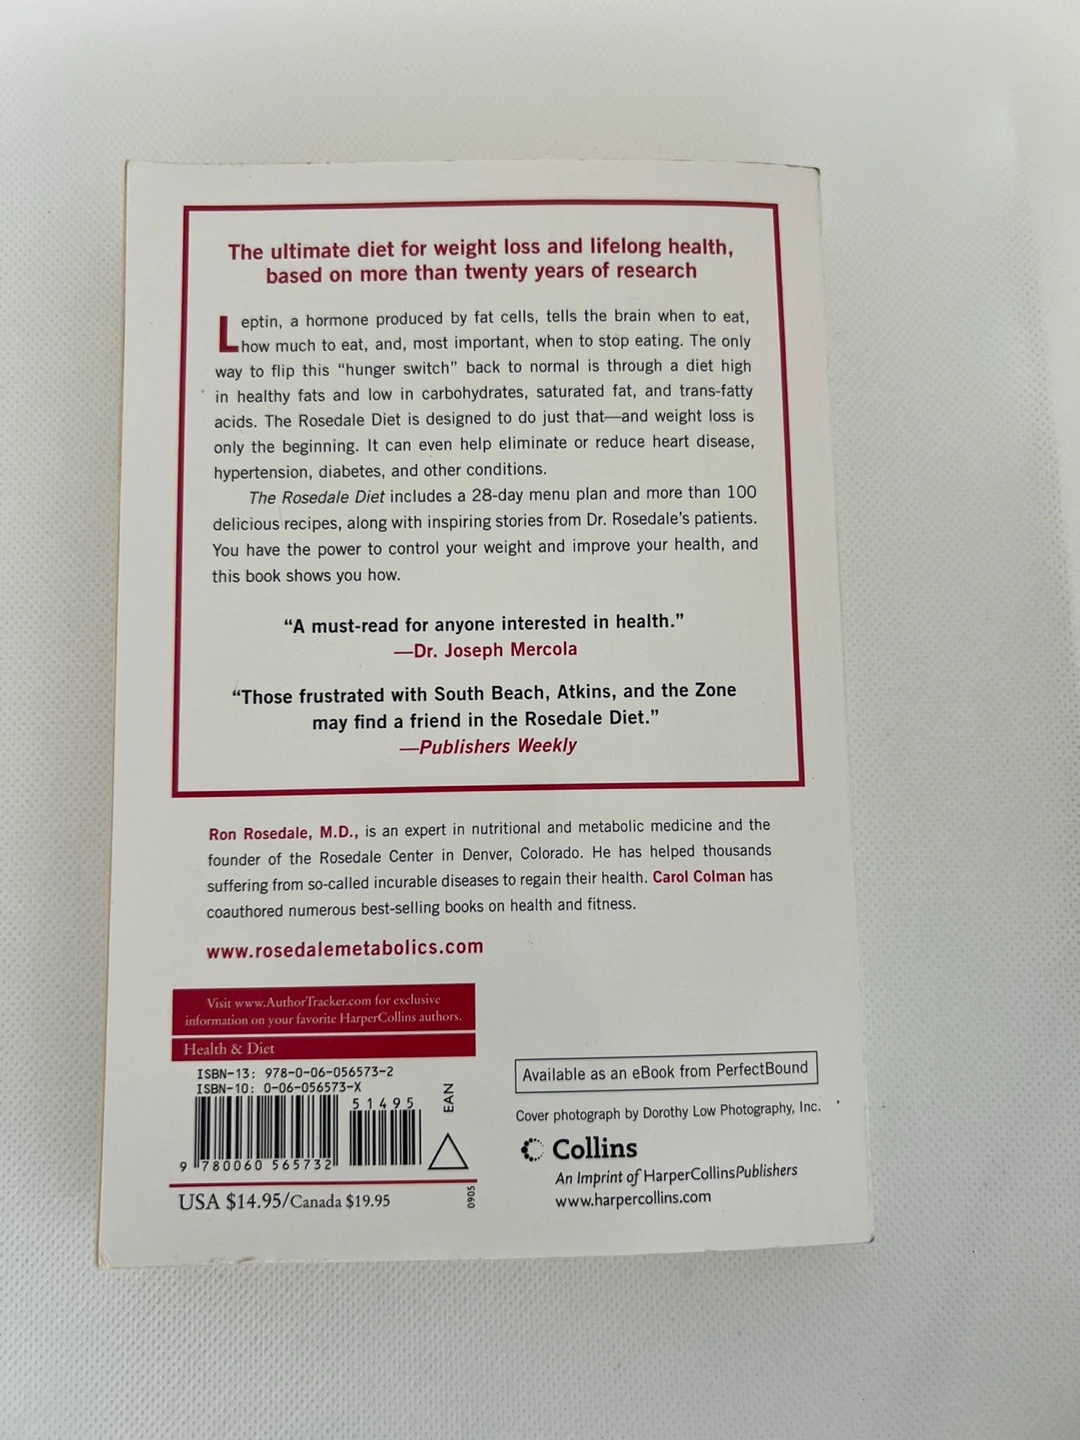 The ultimate diet for weight loss and lifelong health,
based on more than twenty years of research
Leptin, a hormone produced by fat cells, tells the brain when to eat,
how much to eat, and, most important, when to stop eating. The only
way to flip this “hunger switch” back to normal is through a diet high
in healthy fats and low in carbohydrates, saturated fat, and trans-fatty
acids. The Rosedale Diet is designed to do just that—and weight loss is
only the beginning. It can even help eliminate or reduce heart disease,
hypertension, diabetes, and other conditions.
The Rosedale Diet includes a 28-day menu plan and more than 100
delicious recipes, along with inspiring stories from Dr. Rosedale’s patients.
You have the power to control your weight and improve your health, and
this book shows you how.
“A must-read for anyone interested in health.”
—Dr. Joseph Mercola
“Those frustrated with South Beach, Atkins, and the Zone
may find a friend in the Rosedale Diet.”
—Publishers Weekly
Ron Rosedale, M.D., is an expert in nutritional and metabolic medicine and the
founder of the Rosedale Center in Denver, Colorado. He has helped thousands
suffering from so-called incurable diseases to regain their health. Carol Colman has
coauthored numerous best-selling books on health and fitness.
www.rosedalemetabolics.com
Visit www.AuthorTracker.com for exclusive
information on your favorite HarperCollins authors.
Health & Diet
ISBN-13: 978-0-06-056573-2
ISBN-10: 0-06-056573-X
51495
EAN
9 780060 565732
USA $14.95/Canada $19.95
0905
Available as an eBook from PerfectBound
Cover photograph by Dorothy Low Photography, Inc.
Collins
An Imprint of HarperCollinsPublishers
www.harpercollins.com